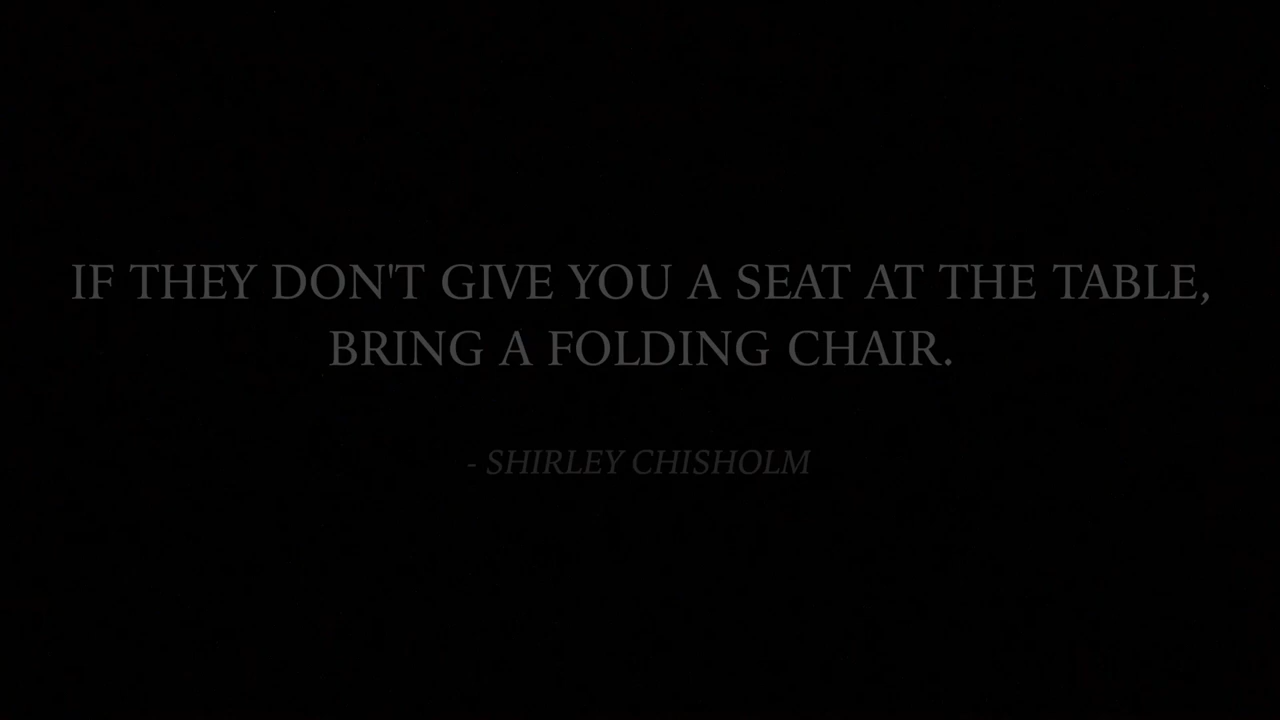 IF THEY DON'T GIVE YOU A SEAT AT THE TABLE,
BRING A FOLDING CHAIR.
- SHIRLEY CHISHOLM